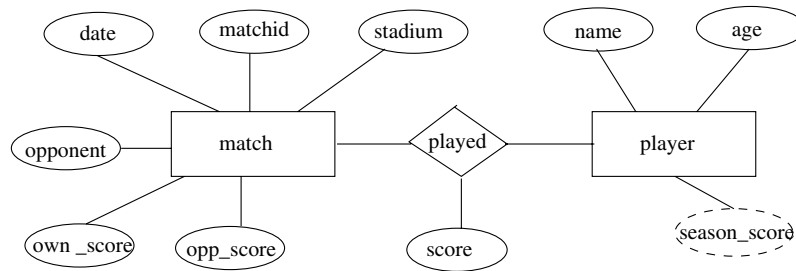 date
matchid
stadium
name
age
opponent
match
played
player
own _score
opp_score
score
season_score